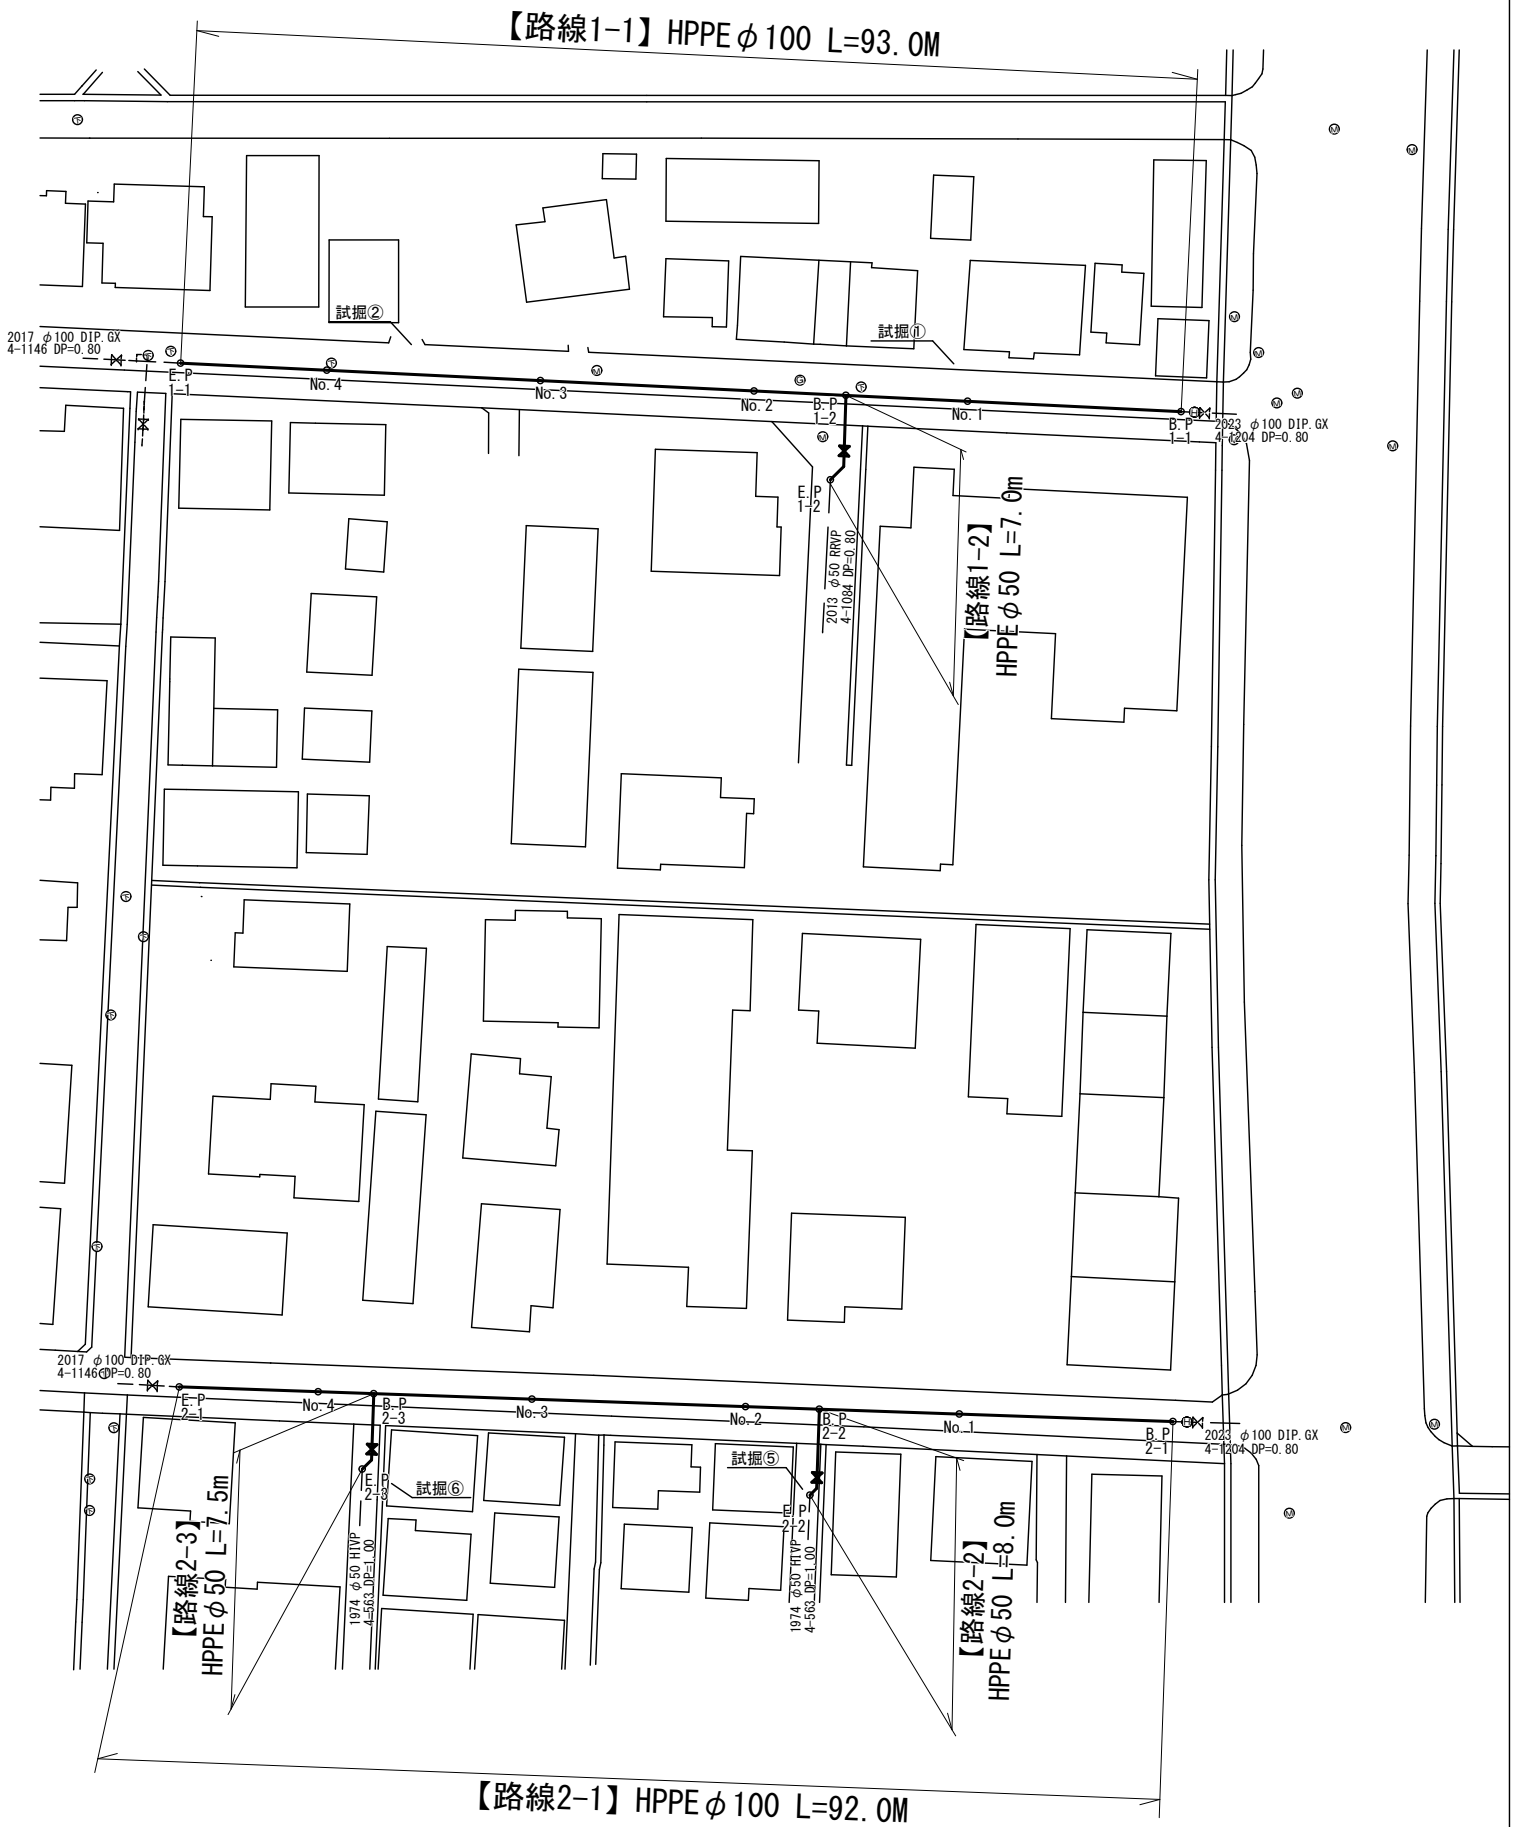 【路線1-1】HPPEφ100 L=93.0M
試掘②
試掘①
2017 φ100 DIP.GX
4-1146 DP=0.80
E.P
1-1
No.4
No.3
No.2
B.P
1-2
No.1
B.P
1-1
2023 φ100 DIP.GX
4-1204 DP=0.80
E.P
1-2
2013 φ50 RRVP
4-1084 DP=0.80
【路線1-2】
HPPEφ50 L=7.0m
2017 φ100 DIP.GX
4-1146 DP=0.80
E.P
2-1
No.4
B.P
2-3
No.3
No.2
B.P
2-2
No.1
B.P
2-1
2023 φ100 DIP.GX
4-1204 DP=0.80
E.P
2-3
試掘⑥
試掘⑤
E.P
2-2
1974 φ50 HIVP
4-563 DP=1.00
1974 φ50 HIVP
4-563 DP=1.00
【路線2-3】
HPPEφ50 L=7.5m
【路線2-2】
HPPEφ50 L=8.0m
【路線2-1】HPPEφ100 L=92.0M